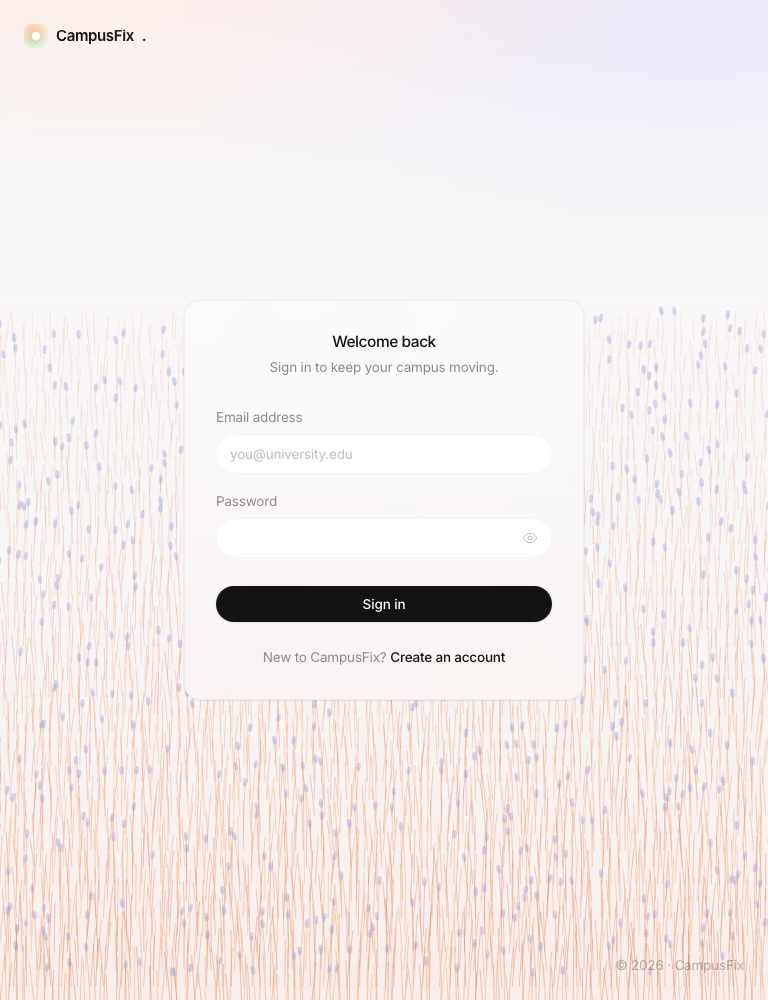 CampusFix .
Welcome back
Sign in to keep your campus moving.
Email address
you@university.edu
Password
Sign in
New to CampusFix? Create an account
© 2026 · CampusFix